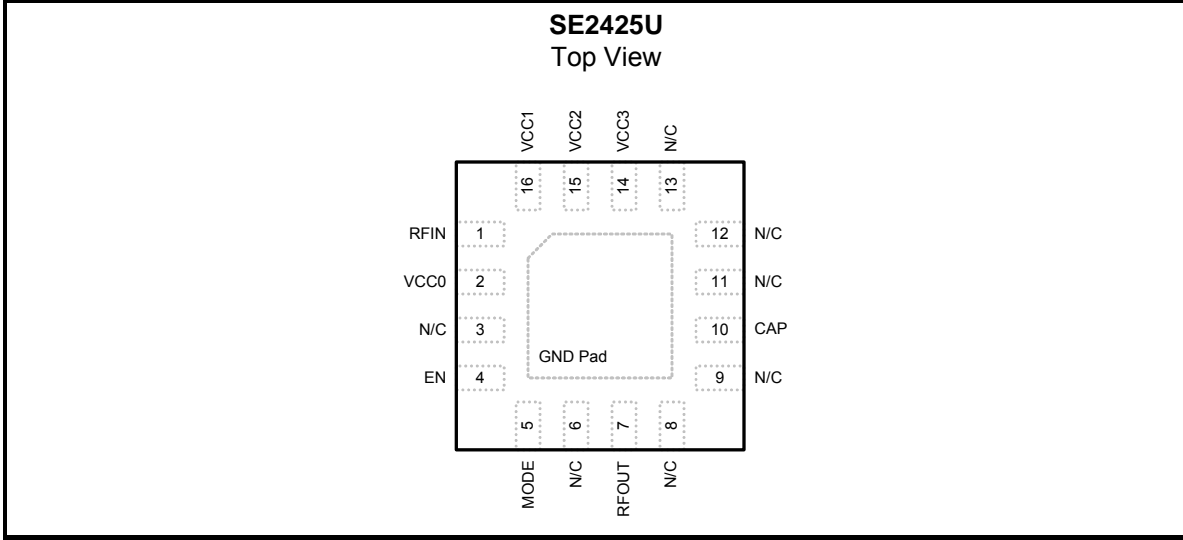 SE2425U
Top View
VCC1
VCC2
VCC3
N/C
16
15
14
13
RFIN 1
12 N/C
VCC0 2
11 N/C
N/C 3
10 CAP
GND Pad
EN 4
9 N/C
5
6
7
8
MODE
N/C
RFOUT
N/C